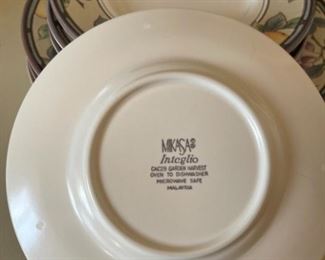 MIKASA
Intaglio
CAC29 GARDEN HARVEST
OVEN TO DISHWASHER
MICROWAVE SAFE
MALAYSIA